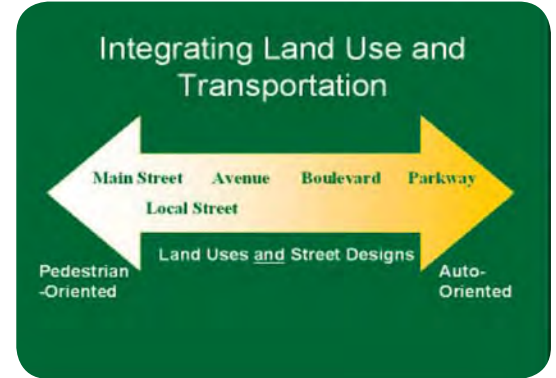 Integrating Land Use and
Transportation
Main Street Avenue Boulevard Parkway
Local Street
Land Uses and Street Designs
Pedestrian
-Oriented
Auto-
Oriented